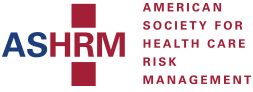 ASHRM
AMERICAN
SOCIETY FOR
HEALTH CARE
RISK
MANAGEMENT